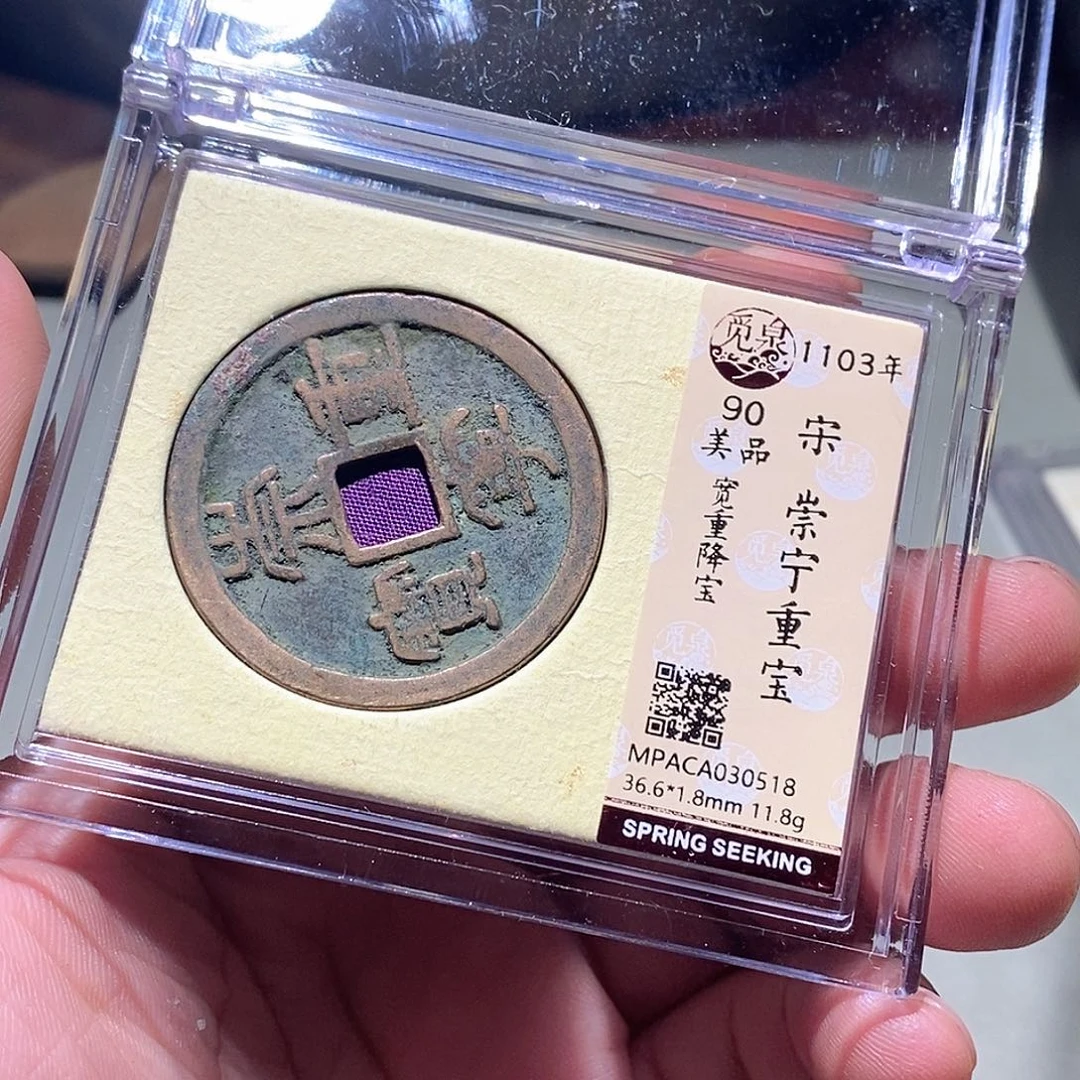 崇寧重寶
覓泉
1103年
90
美品
宋 崇宁重宝
宽重降宝
MPACA030518
36.6*1.8mm 11.8g
SPRING SEEKING